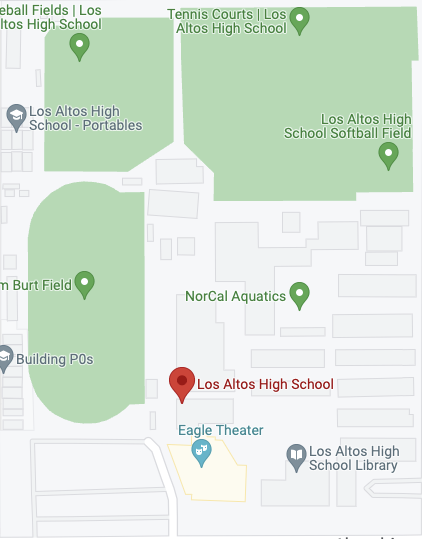 eball Fields | Los
ltos High School
Tennis Courts | Los
Altos High School
Los Altos High
School - Portables
Los Altos High
School Softball Field
m Burt Field
NorCal Aquatics
Building P0s
Los Altos High School
Eagle Theater
Los Altos High
School Library